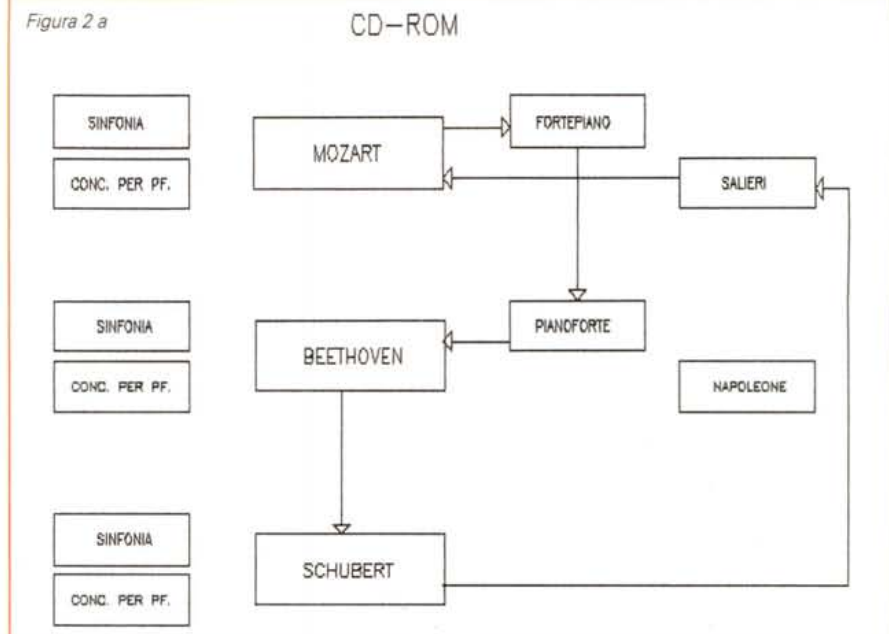 Figura 2 a
CD-ROM
SINFONIA
CONC. PER PF.
MOZART
FORTEPIANO
SALIERI
SINFONIA
CONC. PER PF.
BEETHOVEN
PIANOFORTE
NAPOLEONE
SINFONIA
CONC. PER PF.
SCHUBERT